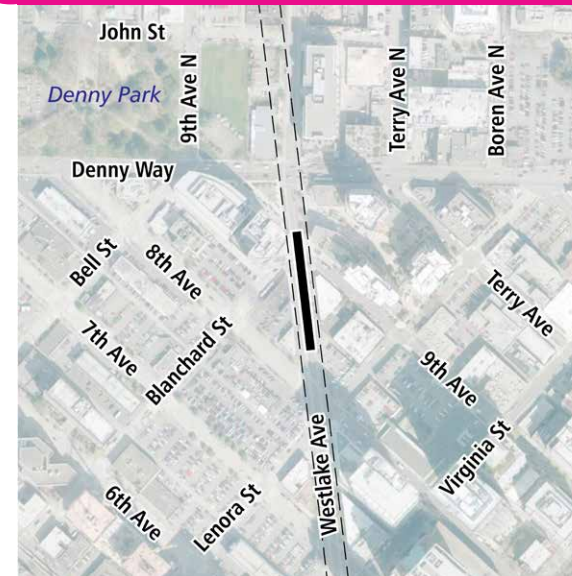 John St
Denny Park
9th Ave N
Terry Ave N
Boren Ave N
Denny Way
Bell St
8th Ave
Terry Ave
7th Ave
Blanchard St
9th Ave
Virginia St
Westlake Ave
6th Ave
Lenora St